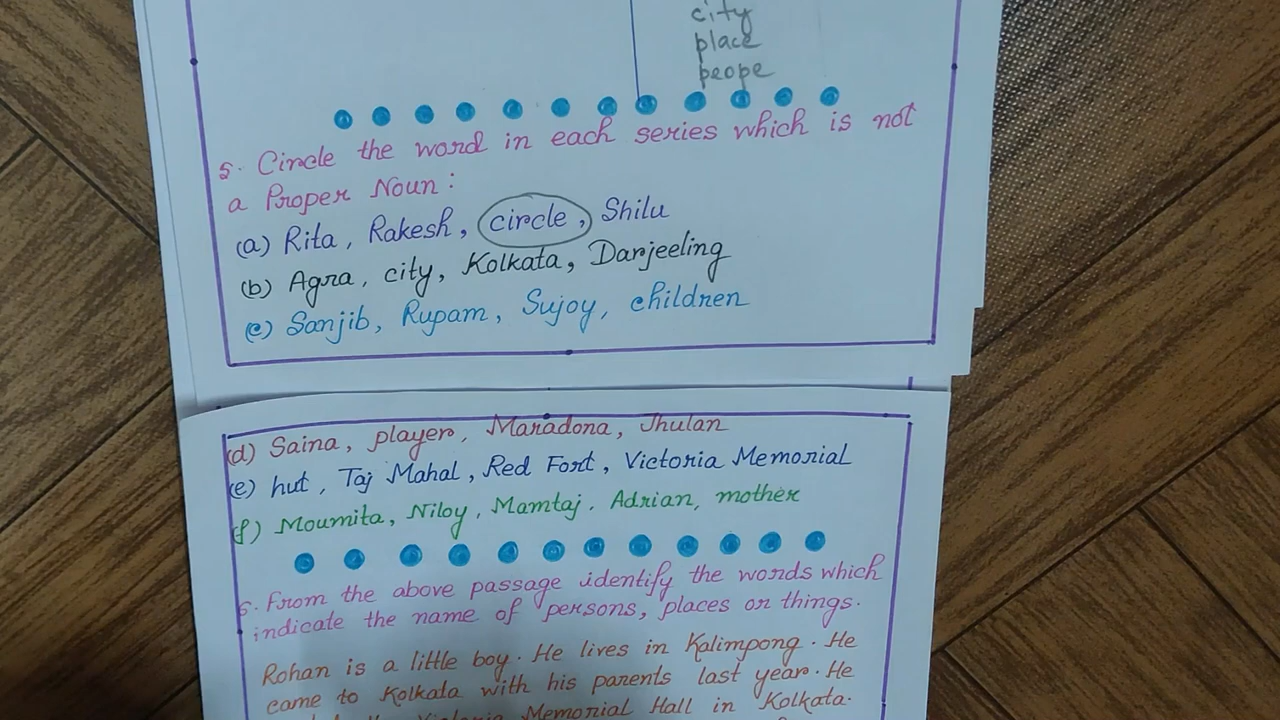 city
place
peope
5. Circle the word in each series which is not
a Proper Noun :
(a) Rita, Rakesh, circle, Shilu
(b) Agra, city, Kolkata, Darjeeling
(c) Sanjib, Rupam, Sujoy, children
(d) Saina, player, Maradona, Jhulan
(e) hut, Taj Mahal, Red Fort, Victoria Memorial
(f) Moumita, Niloy, Mamtaj, Adrian, mother
6. From the above passage identify the words which
indicate the name of persons, places or things.
Rohan is a little boy. He lives in Kalimpong. He
came to Kolkata with his parents last year. He
Victoria Memorial Hall in Kolkata.